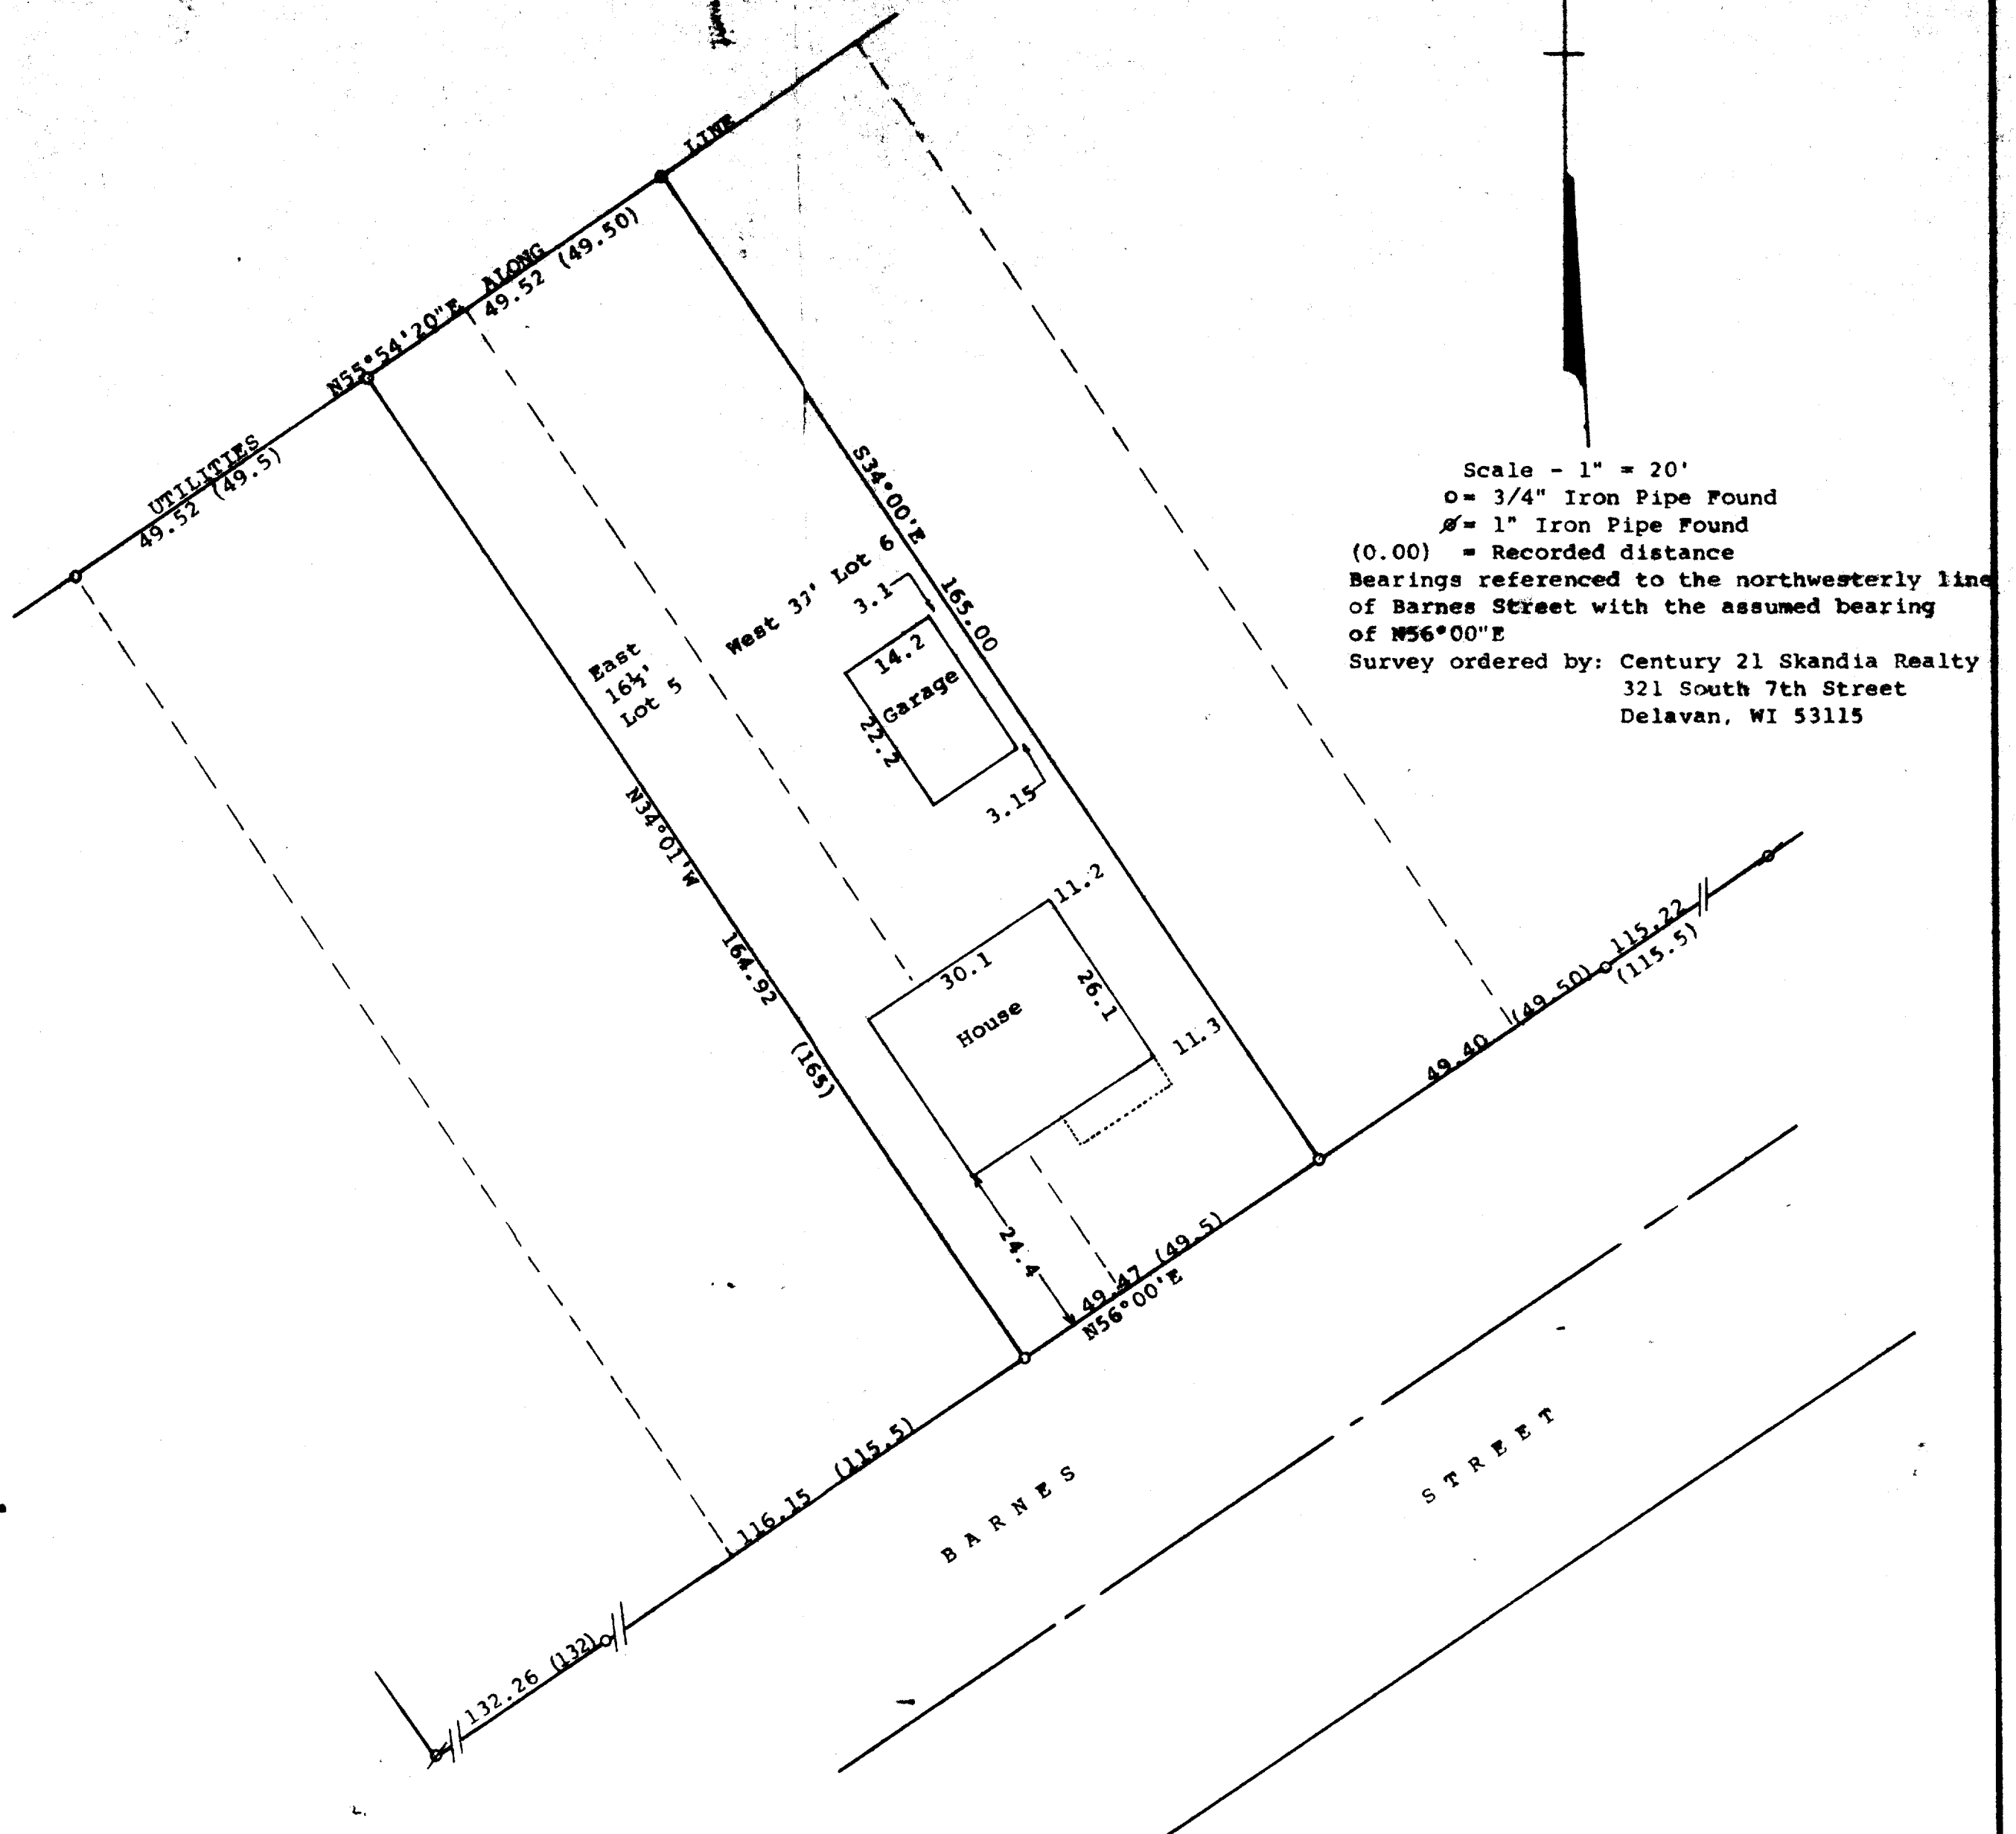 LINE
ALONG
N55°54'20"E
49.52 (49.50)
UTILITIES
49.52 (49.5)
S34°00'E
165.00
West 33' Lot 6
East
16½'
Lot 5
3.1
14.2
Garage
22.2
3.15
N34°01'W
164.92
(165)
11.2
30.1
26.1
House
11.3
24.4
49.47 (49.5)
N56°00'E
49.40 (49.50)
115.22
(115.5)
116.15 (115.5)
132.26 (132)
BARNES STREET
Scale - 1" = 20'
O= 3/4" Iron Pipe Found
Ø= 1" Iron Pipe Found
(0.00) = Recorded distance
Bearings referenced to the northwesterly line
of Barnes Street with the assumed bearing
of N56°00"E
Survey ordered by: Century 21 Skandia Realty
321 South 7th Street
Delavan, WI 53115